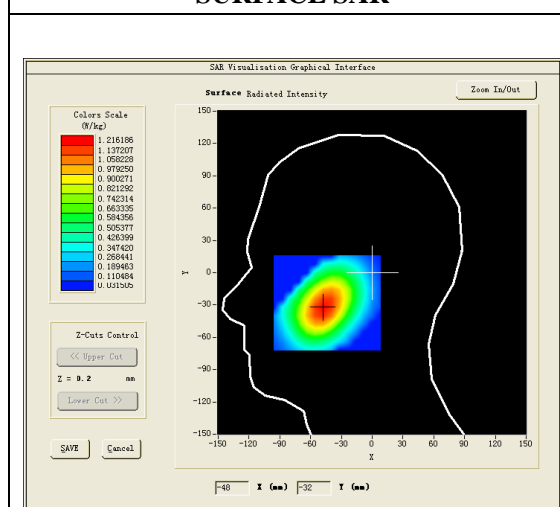 SURFACE SAR
SAR Visualisation Graphical Interface
Surface Radiated Intensity
Zoom In/Out
Colors Scale
(W/kg)
1.216186
1.137207
1.058228
0.979250
0.900271
0.821292
0.742314
0.663335
0.584356
0.505377
0.426399
0.347420
0.268441
0.189463
0.110484
0.031505
150
120
90
60
30
0
-30
-60
-90
-120
-150
Y
-150 -120 -90 -60 -30 0 30 60 90 120 150
X
Z-Cuts Control
<< Upper Cut
Z = 0.2 mm
Lower Cut >>
SAVE Cancel
-48 X (mm) -32 Y (mm)